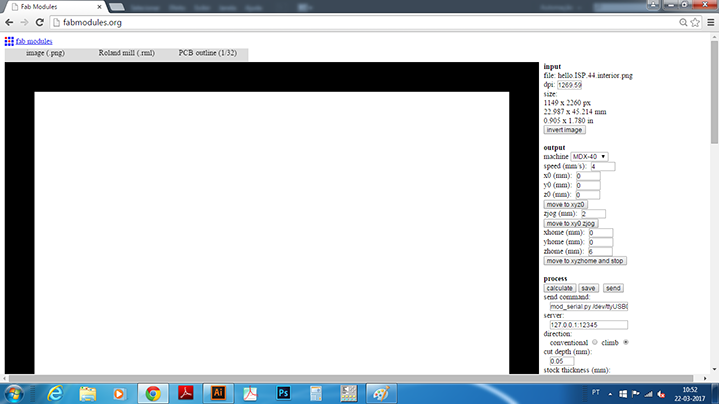 Fab Modules
fabmodules.org
fab modules
image (.png) Roland mill (.rml) PCB outline (1/32)
input
file: hello.ISP.44.interior.png
dpi: 1269.59
size:
1149 x 2260 px
22.987 x 45.214 mm
0.905 x 1.780 in
invert image
output
machine MDX-40
speed (mm/s): 4
x0 (mm): 0
y0 (mm): 0
z0 (mm): 0
move to xyz0
zjog (mm): 2
move to xy0 zjog
xhome (mm): 0
yhome (mm): 0
zhome (mm): 6
move to xyzhome and stop
process
calculate save send
send command:
mod_serial.py /dev/ttyUSB
server:
127.0.0.1:12345
direction:
conventional climb
cut depth (mm):
0.05
stock thickness (mm):
PT
10:52
22-03-2017